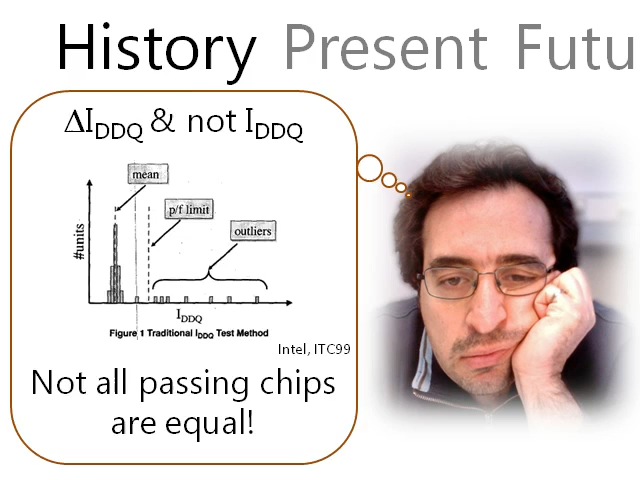 History Present Futu
ΔIDDQ & not IDDQ
mean
p/f limit
outliers
#units
IDDQ
Figure 1 Traditional IDDQ Test Method
Intel, ITC99
Not all passing chips
are equal!